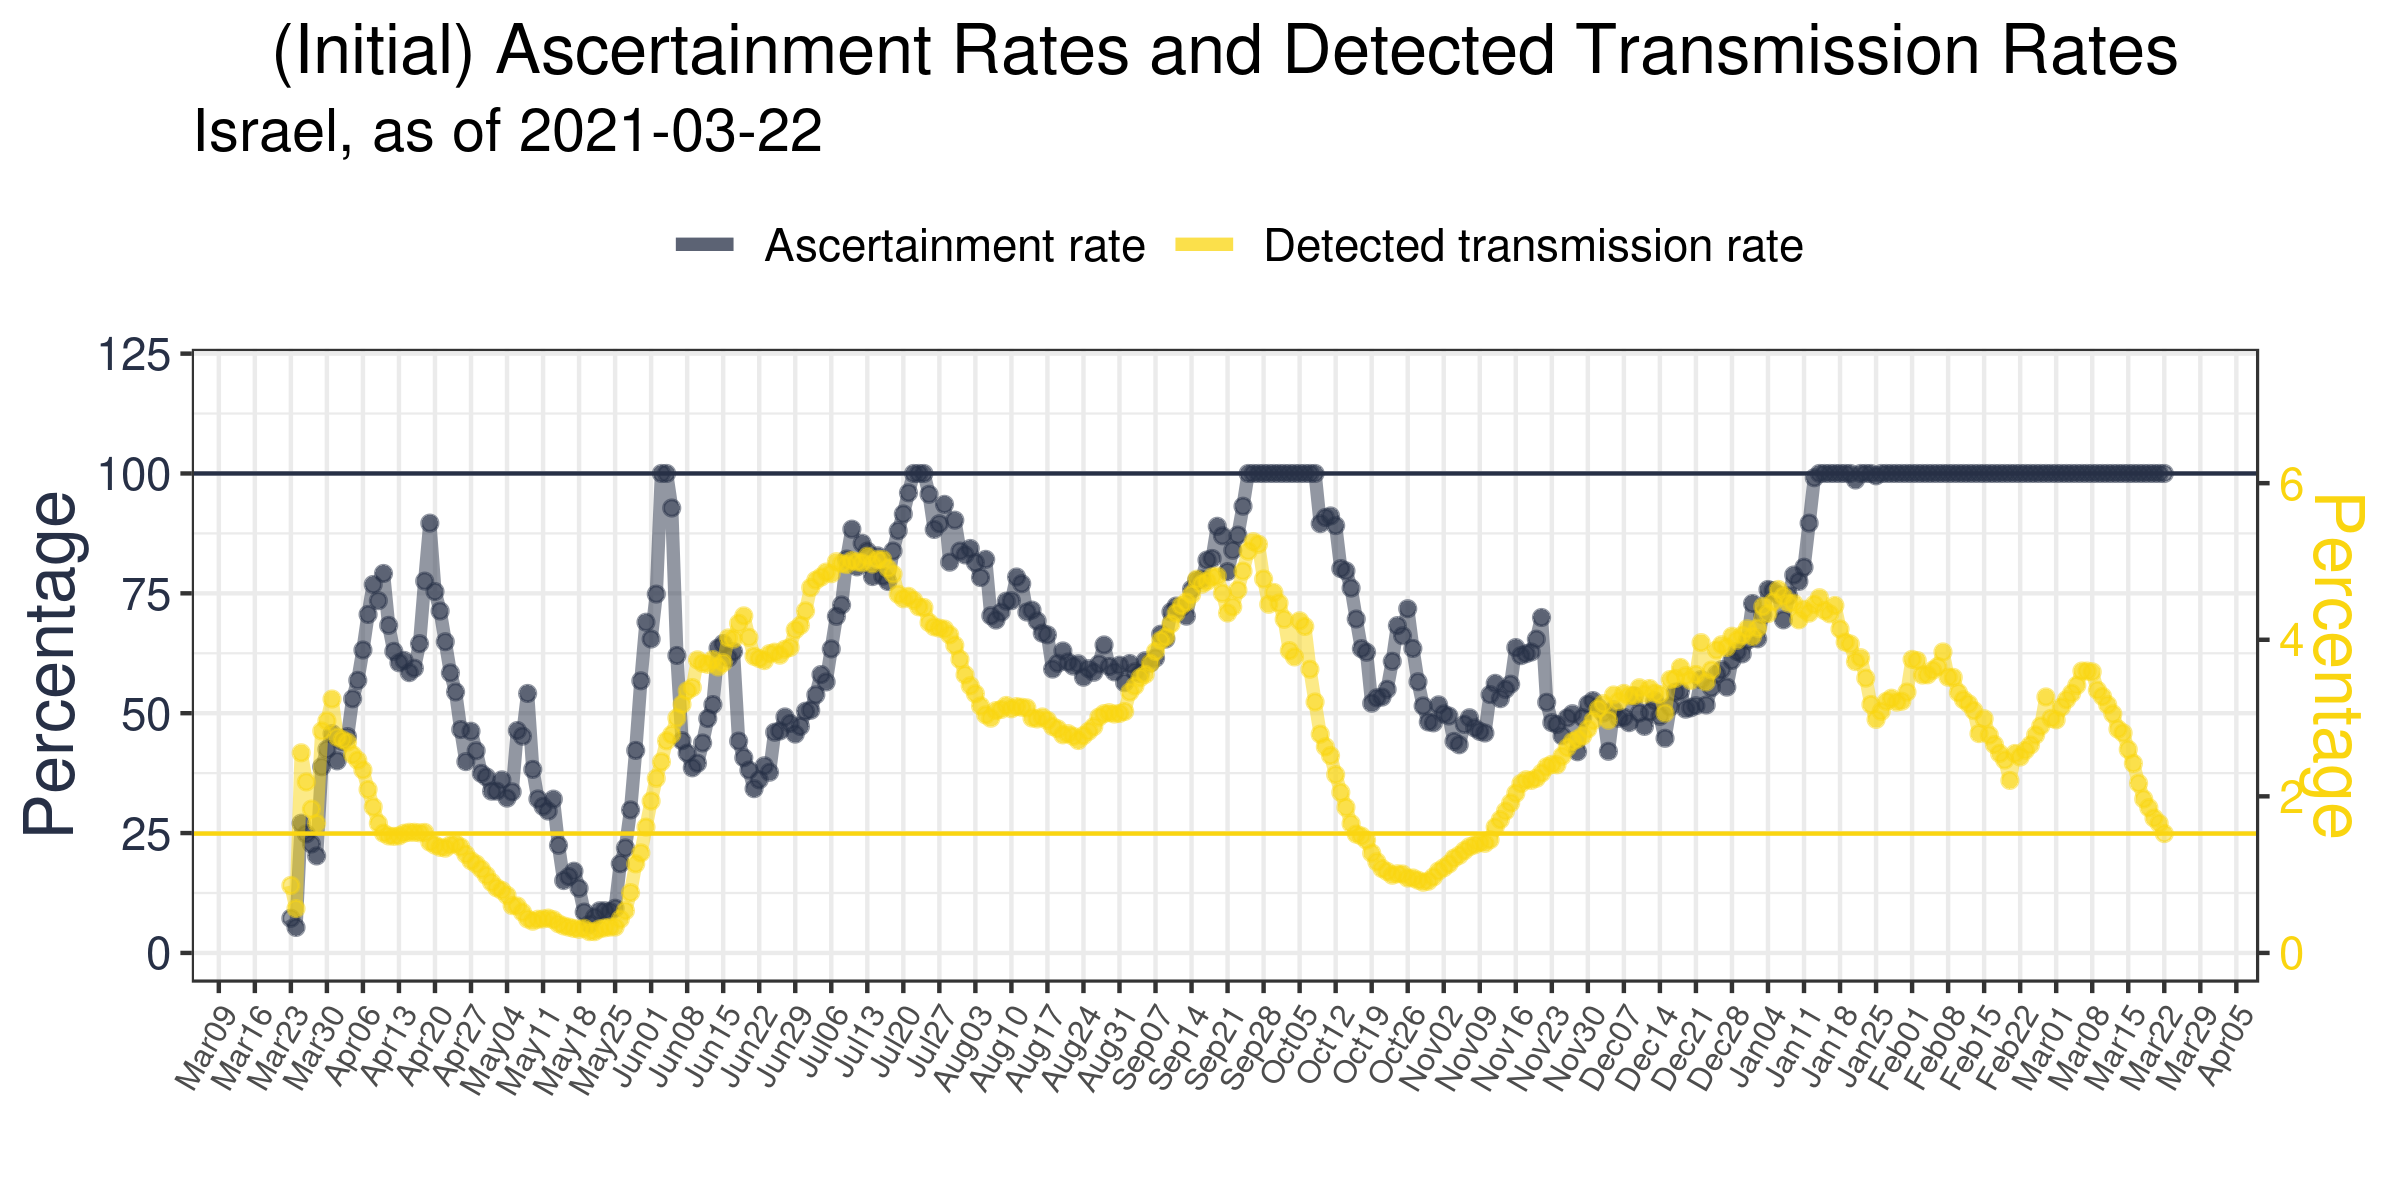 (Initial) Ascertainment Rates and Detected Transmission Rates
Israel, as of 2021-03-22
Ascertainment rate Detected transmission rate
125
100
75
50
25
0
Percentage
6
4
2
0
Percentage
Mar09 Mar16 Mar23 Mar30 Apr06 Apr13 Apr20 Apr27 May04 May11 May18 May25 Jun01 Jun08 Jun15 Jun22 Jun29 Jul06 Jul13 Jul20 Jul27 Aug03 Aug10 Aug17 Aug24 Aug31 Sep07 Sep14 Sep21 Sep28 Oct05 Oct12 Oct19 Oct26 Nov02 Nov09 Nov16 Nov23 Nov30 Dec07 Dec14 Dec21 Dec28 Jan04 Jan11 Jan18 Jan25 Feb01 Feb08 Feb15 Feb22 Mar01 Mar08 Mar15 Mar22 Mar29 Apr05